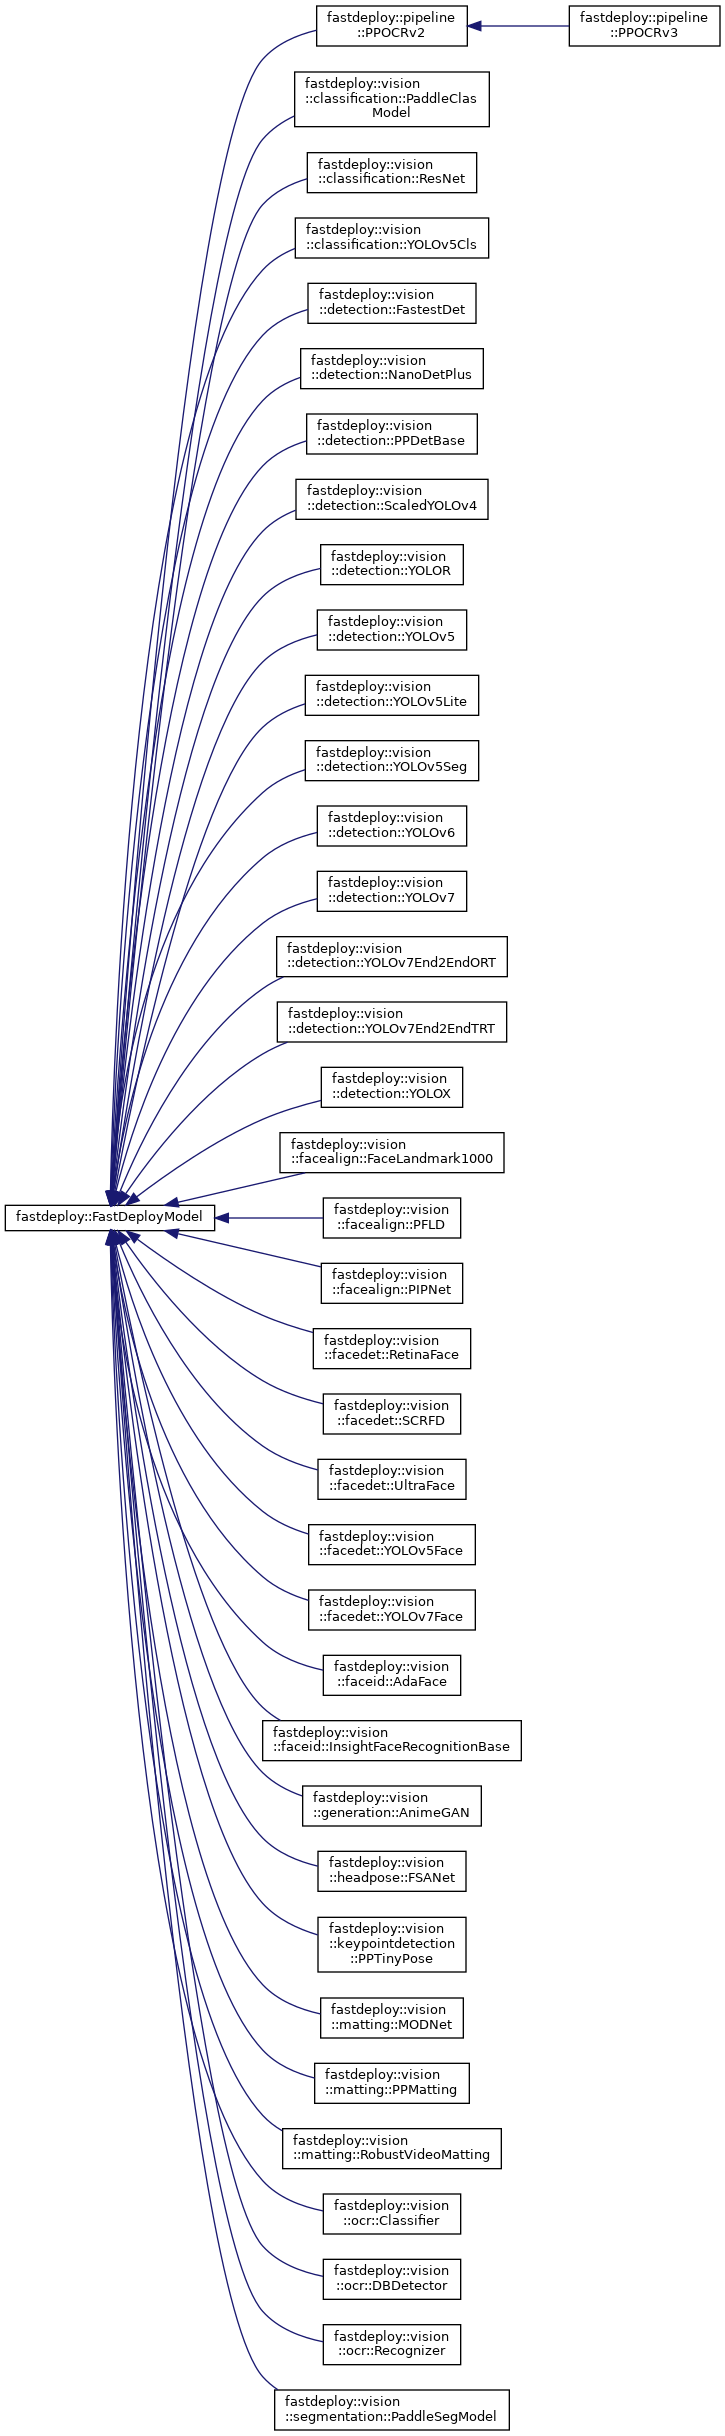 fastdeploy::pipeline
::PPOCRv2
fastdeploy::pipeline
::PPOCRv3
fastdeploy::vision
::classification::PaddleClas
Model
fastdeploy::vision
::classification::ResNet
fastdeploy::vision
::classification::YOLOv5Cls
fastdeploy::vision
::detection::FastestDet
fastdeploy::vision
::detection::NanoDetPlus
fastdeploy::vision
::detection::PPDetBase
fastdeploy::vision
::detection::ScaledYOLOv4
fastdeploy::vision
::detection::YOLOR
fastdeploy::vision
::detection::YOLOv5
fastdeploy::vision
::detection::YOLOv5Lite
fastdeploy::vision
::detection::YOLOv5Seg
fastdeploy::vision
::detection::YOLOv6
fastdeploy::vision
::detection::YOLOv7
fastdeploy::vision
::detection::YOLOv7End2EndORT
fastdeploy::vision
::detection::YOLOv7End2EndTRT
fastdeploy::vision
::detection::YOLOX
fastdeploy::vision
::facealign::FaceLandmark1000
fastdeploy::FastDeployModel
fastdeploy::vision
::facealign::PFLD
fastdeploy::vision
::facealign::PIPNet
fastdeploy::vision
::facedet::RetinaFace
fastdeploy::vision
::facedet::SCRFD
fastdeploy::vision
::facedet::UltraFace
fastdeploy::vision
::facedet::YOLOv5Face
fastdeploy::vision
::facedet::YOLOv7Face
fastdeploy::vision
::faceid::AdaFace
fastdeploy::vision
::faceid::InsightFaceRecognitionBase
fastdeploy::vision
::generation::AnimeGAN
fastdeploy::vision
::headpose::FSANet
fastdeploy::vision
::keypointdetection
::PPTinyPose
fastdeploy::vision
::matting::MODNet
fastdeploy::vision
::matting::PPMatting
fastdeploy::vision
::matting::RobustVideoMatting
fastdeploy::vision
::ocr::Classifier
fastdeploy::vision
::ocr::DBDetector
fastdeploy::vision
::ocr::Recognizer
fastdeploy::vision
::segmentation::PaddleSegModel